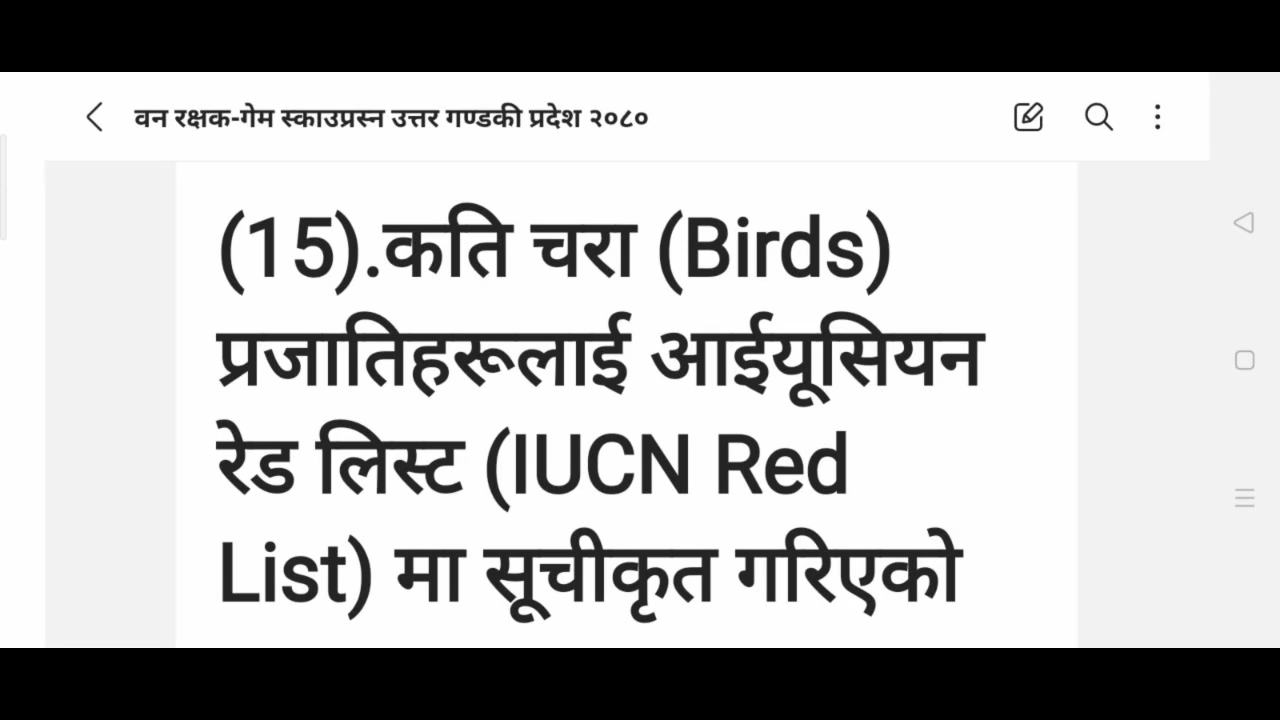 वन रक्षक-गेम स्काउप्रस्न उत्तर गण्डकी प्रदेश २०८०
(15).कति चरा (Birds)
प्रजातिहरूलाई आईयूसियन
रेड लिस्ट (IUCN Red
List) मा सूचीकृत गरिएको